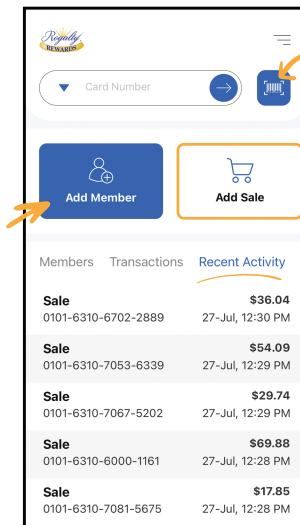 Royalty
REWARDS
Card Number
Add Member
Add Sale
Members Transactions Recent Activity
Sale $36.04
0101-6310-6702-2889 27-Jul, 12:30 PM
Sale $54.09
0101-6310-7053-6339 27-Jul, 12:29 PM
Sale $29.74
0101-6310-7067-5202 27-Jul, 12:29 PM
Sale $69.88
0101-6310-6000-1161 27-Jul, 12:28 PM
Sale $17.85
0101-6310-7081-5675 27-Jul, 12:28 PM